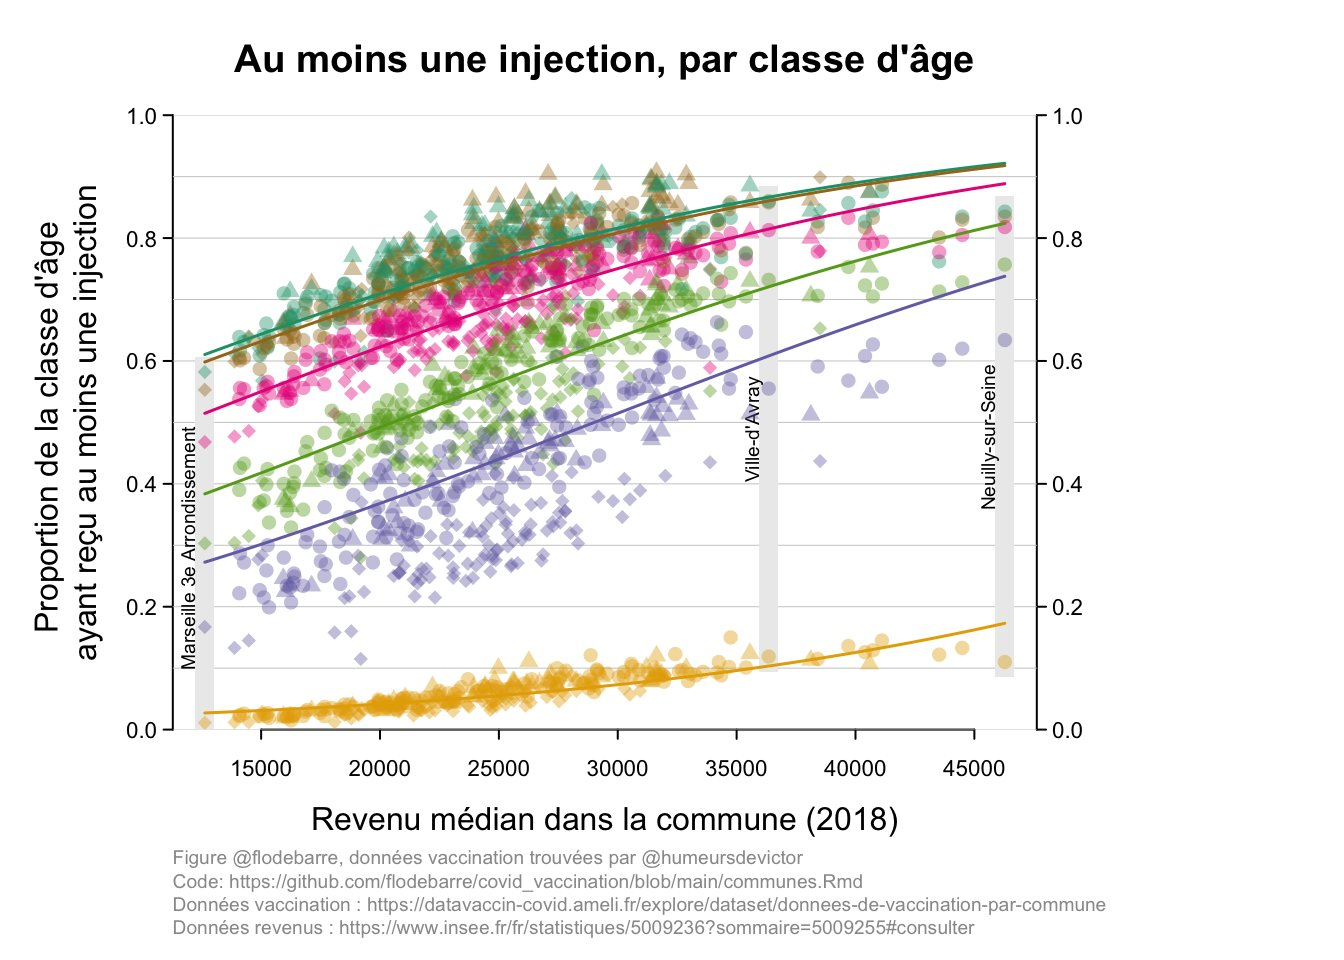 Au moins une injection, par classe d'âge
Proportion de la classe d'âge
ayant reçu au moins une injection
1.0
0.8
0.6
0.4
0.2
0.0
1.0
0.8
0.6
0.4
0.2
0.0
Marseille 3e Arrondissement
Ville-d'Avray
Neuilly-sur-Seine
15000 20000 25000 30000 35000 40000 45000
Revenu médian dans la commune (2018)
Figure @flodebarre, données vaccination trouvées par @humeursdevictor
Code: https://github.com/flodebarre/covid_vaccination/blob/main/communes.Rmd
Données vaccination : https://datavaccin-covid.ameli.fr/explore/dataset/donnees-de-vaccination-par-commune
Données revenus : https://www.insee.fr/fr/statistiques/5009236?sommaire=5009255#consulter